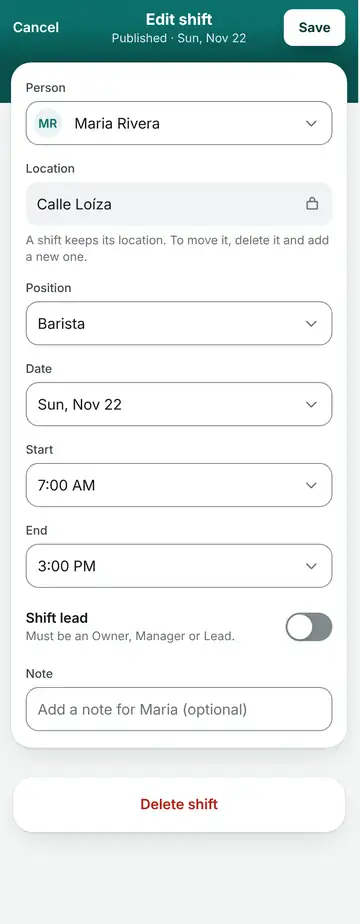 Cancel
Edit shift
Published · Sun, Nov 22
Save
Person
MR
Maria Rivera
Location
Calle Loíza
A shift keeps its location. To move it, delete it and add
a new one.
Position
Barista
Date
Sun, Nov 22
Start
7:00 AM
End
3:00 PM
Shift lead
Must be an Owner, Manager or Lead.
Note
Add a note for Maria (optional)
Delete shift